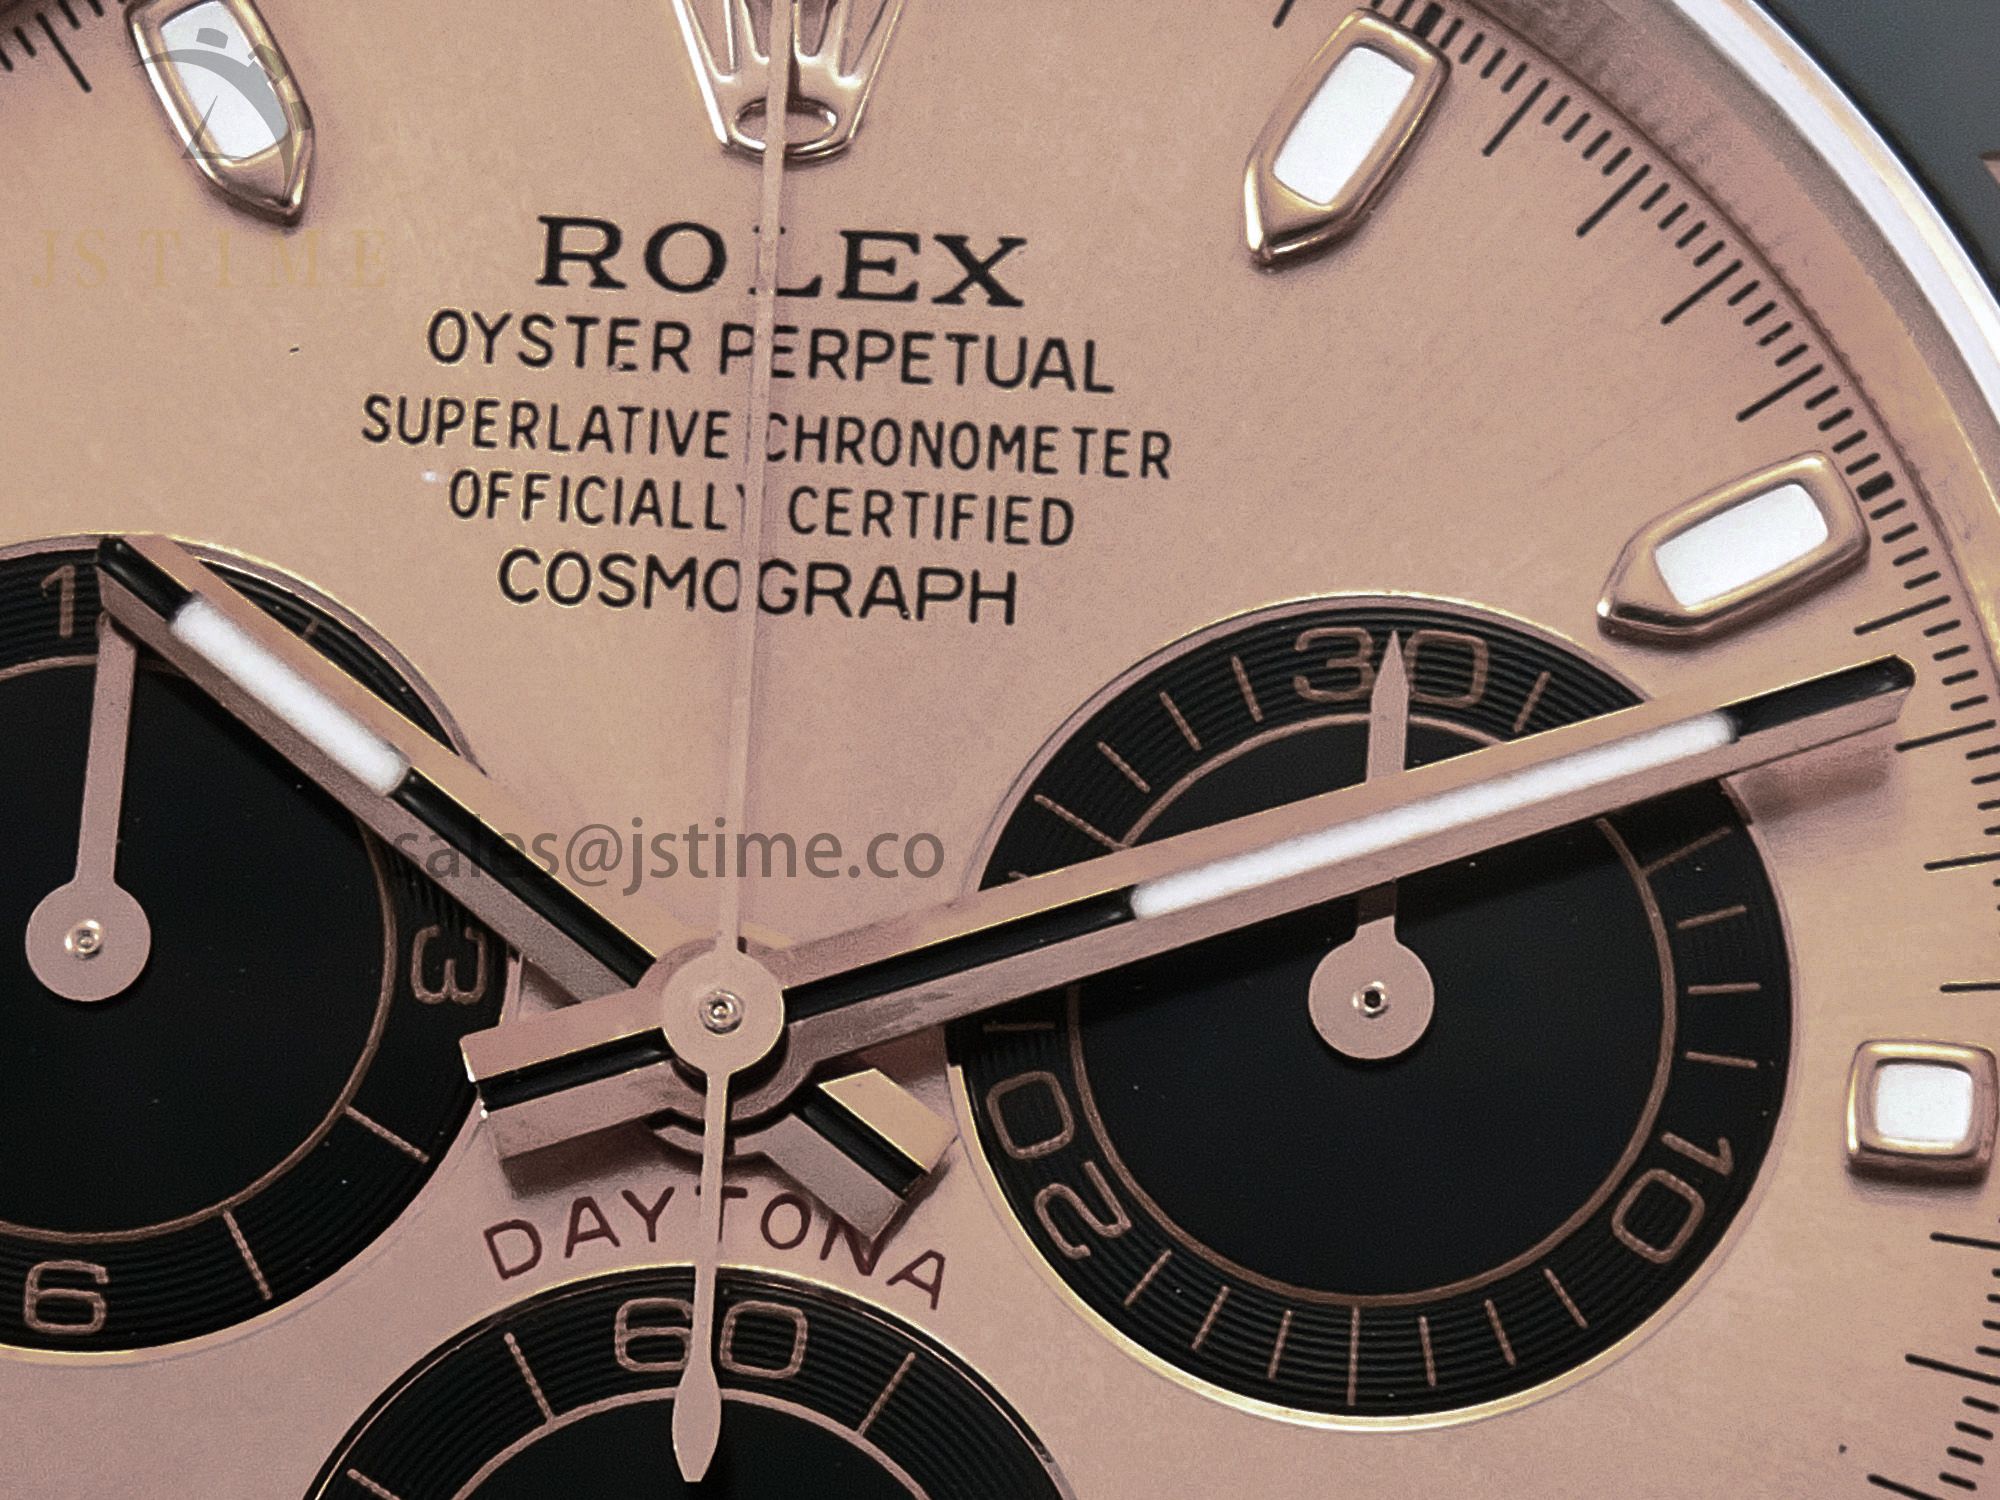 JSTIME
ROLEX
OYSTER PERPETUAL
SUPERLATIVE CHRONOMETER
OFFICIALLY CERTIFIED
COSMOGRAPH
30
10
20
3
6
sales@jstime.co
DAYTONA
60